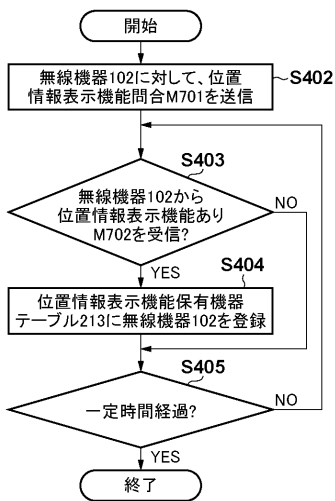 開始
無線機器102に対して、位置
情報表示機能問合M701を送信
S402
S403
無線機器102から
位置情報表示機能あり
M702を受信?
NO
YES
S404
位置情報表示機能保有機器
テーブル213に無線機器102を登録
S405
一定時間経過?
NO
YES
終了